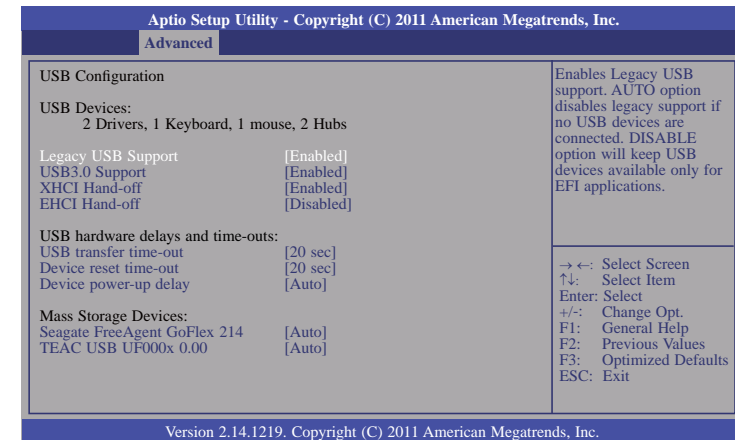 Aptio Setup Utility - Copyright (C) 2011 American Megatrends, Inc.
Advanced
USB Configuration
USB Devices:
2 Drivers, 1 Keyboard, 1 mouse, 2 Hubs
Legacy USB Support [Enabled]
USB3.0 Support [Enabled]
XHCI Hand-off [Enabled]
EHCI Hand-off [Disabled]
USB hardware delays and time-outs:
USB transfer time-out [20 sec]
Device reset time-out [20 sec]
Device power-up delay [Auto]
Mass Storage Devices:
Seagate FreeAgent GoFlex 214 [Auto]
TEAC USB UF000x 0.00 [Auto]
Enables Legacy USB
support. AUTO option
disables legacy support if
no USB devices are
connected. DISABLE
option will keep USB
devices available only for
EFI applications.
→ ←: Select Screen
↑↓: Select Item
Enter: Select
+/-: Change Opt.
F1: General Help
F2: Previous Values
F3: Optimized Defaults
ESC: Exit
Version 2.14.1219. Copyright (C) 2011 American Megatrends, Inc.